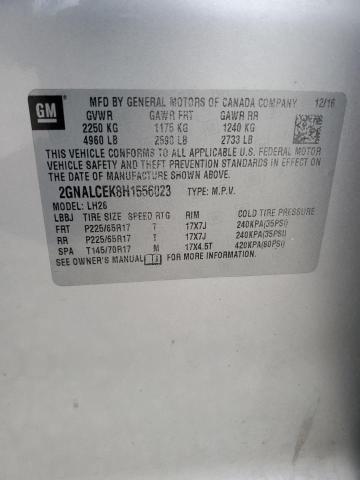 GM
MFD BY GENERAL MOTORS OF CANADA COMPANY 12/16
GVWR GAWR FRT GAWR RR
2250 KG 1175 KG 1240 KG
4960 LB 2590 LB 2733 LB
THIS VEHICLE CONFORMS TO ALL APPLICABLE U.S. FEDERAL MOTOR
VEHICLE SAFETY AND THEFT PREVENTION STANDARDS IN EFFECT ON
THE DATE OF MANUFACTURE SHOWN ABOVE.
2GNALCEK8H1556023 TYPE: M.P.V.
MODEL: LH26
LBBJ TIRE SIZE SPEED RTG RIM COLD TIRE PRESSURE
FRT P225/65R17 T 17X7J 240KPA(35PSI)
RR P225/65R17 T 17X7J 240KPA(35PSI)
SPA T145/70R17 M 17X4.5T 420KPA(60PSI)
SEE OWNER'S MANUAL